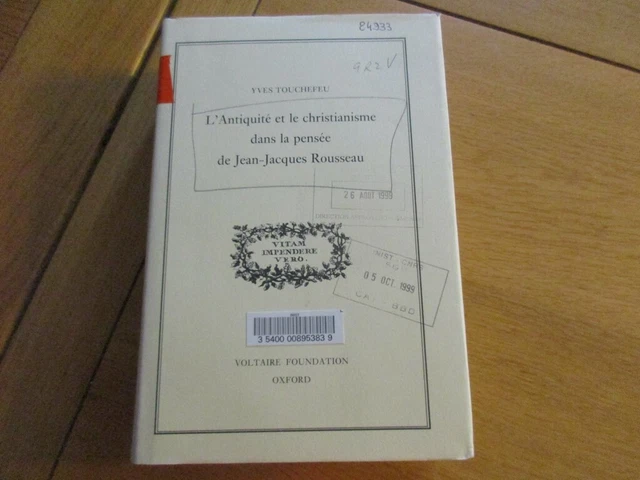 84933
YVES TOUCHEFEU
L'Antiquité et le christianisme
dans la pensée
de Jean-Jacques Rousseau
26 AOUT 1999
VITAM
IMPENDERE
VERO.
05 OCT. 1999
3 5400 00895383 9
VOLTAIRE FOUNDATION
OXFORD